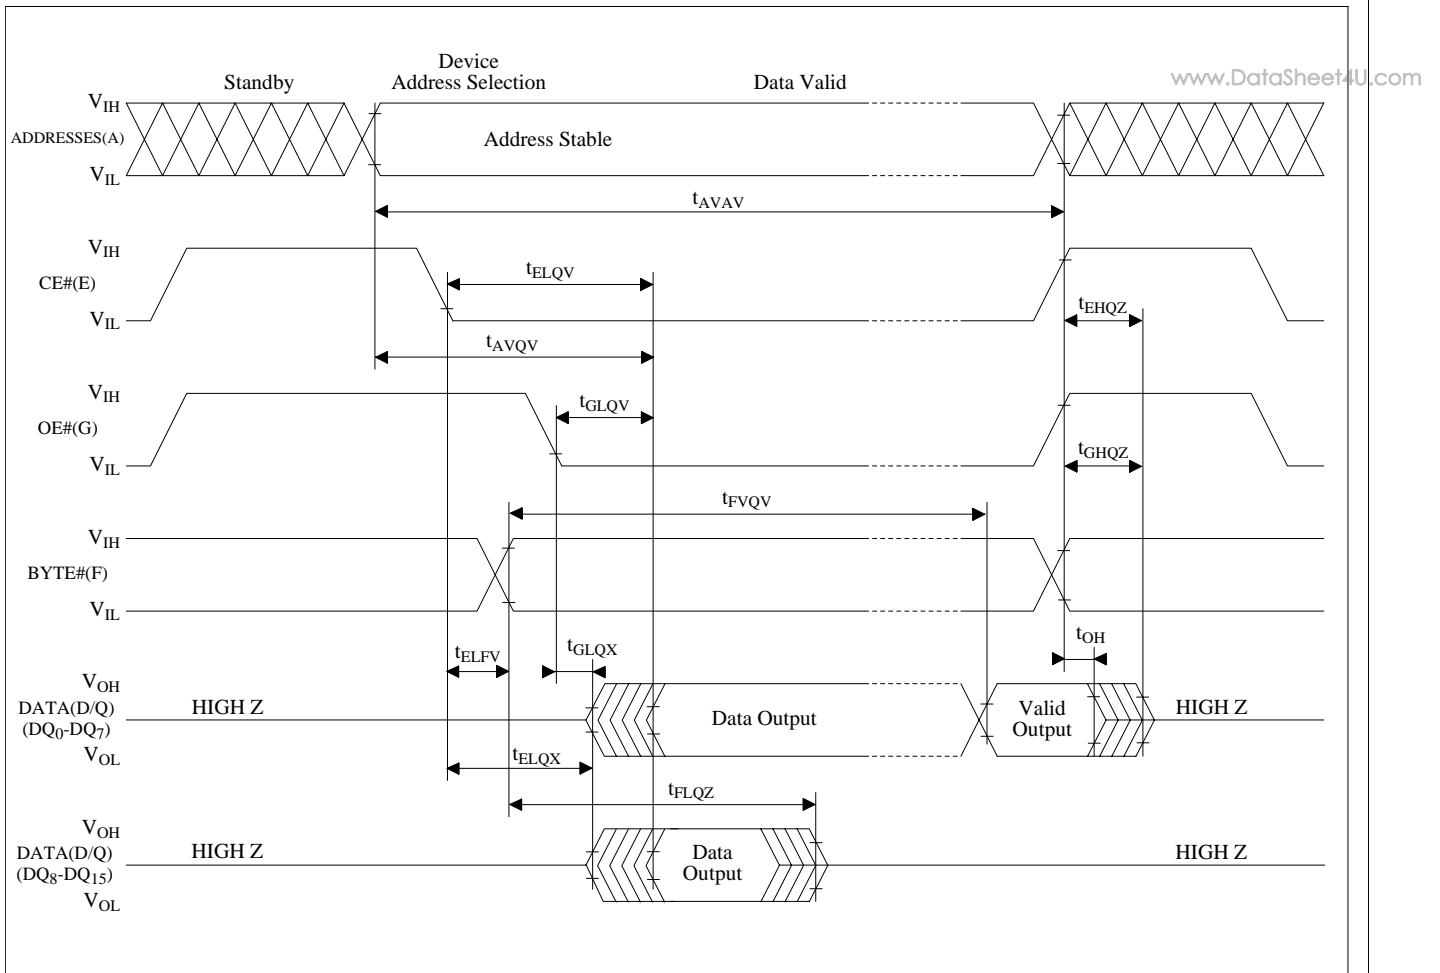 Device
Standby Address Selection Data Valid
www.DataSheet4U.com
VIH
ADDRESSES(A) Address Stable
VIL
tAVAV
VIH
tELQV
CE#(E)
tEHQZ
VIL
tAVQV
VIH
tGLQV
OE#(G)
tGHQZ
VIL
tFVQV
VIH
BYTE#(F)
VIL
tOH
tELFV tGLQX
VOH
DATA(D/Q) HIGH Z Data Output Valid HIGH Z
(DQ0-DQ7) Output
VOL
tELQX
tFLQZ
VOH
DATA(D/Q) HIGH Z Data HIGH Z
(DQ8-DQ15) Output
VOL